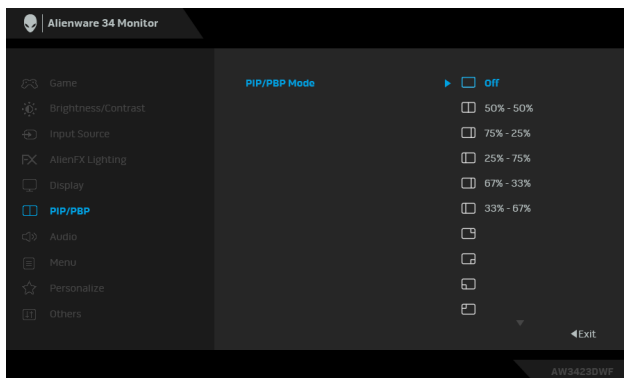 Alienware 34 Monitor
Game
Brightness/Contrast
Input Source
AlienFX Lighting
Display
PIP/PBP
Audio
Menu
Personalize
Others
PIP/PBP Mode
Off
50% - 50%
75% - 25%
25% - 75%
67% - 33%
33% - 67%
Exit
AW3423DWF